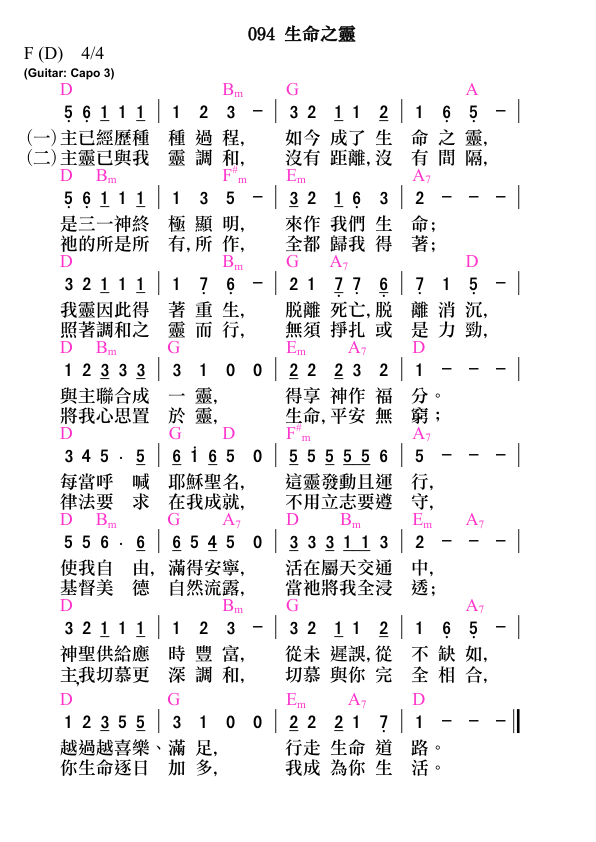 094 生命之靈
F (D) 4/4
(Guitar: Capo 3)
D Bm G A
5̣ 6̣ 1 1 1 | 1 2 3 － | 3 2 1 1 2 | 1 6̣ 5̣ － |
(一)主已經歷種 種 過 程, 如今 成了 生 命 之 靈,
(二)主靈已與我 靈 調 和, 沒有 距離,沒 有 間 隔,
D Bm F#m Em A7
5̣ 6̣ 1 1 1 | 1 3 5 － | 3 2 1 6̣ 3 | 2 － － － |
是三一神終 極 顯 明, 來作 我們 生 命;
祂的所是所 有,所 作, 全都 歸我 得 著;
D Bm G A7 D
3 2 1 1 1 | 1 7̣ 6̣ － | 2 1 7̣ 7̣ 6̣ | 7̣ 1 5̣ － |
我靈因此得 著 重 生, 脱離 死亡,脱 離 消 沉,
照著調和之 靈 而 行, 無須 掙扎 或 是 力 勁,
D Bm G Em A7 D
1 2 3 3 3 | 3 1 0 0 | 2 2 2 3 2 | 1 － － － |
與主聯合成 一 靈, 得享 神作 福 分。
將我心思置 於 靈, 生命,平安 無 窮;
D G D F#m A7
3 4 5 . 5 | 6 1̇ 6 5 0 | 5 5 5 5 5 6 | 5 － － － |
每當呼 喊 耶穌聖名, 這靈發動且運 行,
律法要 求 在我成就, 不用立志要遵 守,
D Bm G A7 D Bm Em A7
5 5 6 . 6 | 6 5 4 5 0 | 3 3 3 1 1 3 | 2 － － － |
使我自 由, 滿得安寧, 活在屬天交通 中,
基督美 德 自然流露, 當祂將我全浸 透;
D Bm G A7
3 2 1 1 1 | 1 2 3 － | 3 2 1 1 2 | 1 6̣ 5̣ － |
神聖供給應 時 豐 富, 從未 遲誤,從 不 缺 如,
主,我切慕更 深 調 和, 切慕 與你 完 全 相 合,
D G Em A7 D
1 2 3 5 5 | 3 1 0 0 | 2 2 2 1 7̣ | 1 － － － ‖
越過越喜樂、滿 足, 行走 生命 道 路。
你生命逐日 加 多, 我成 為你 生 活。